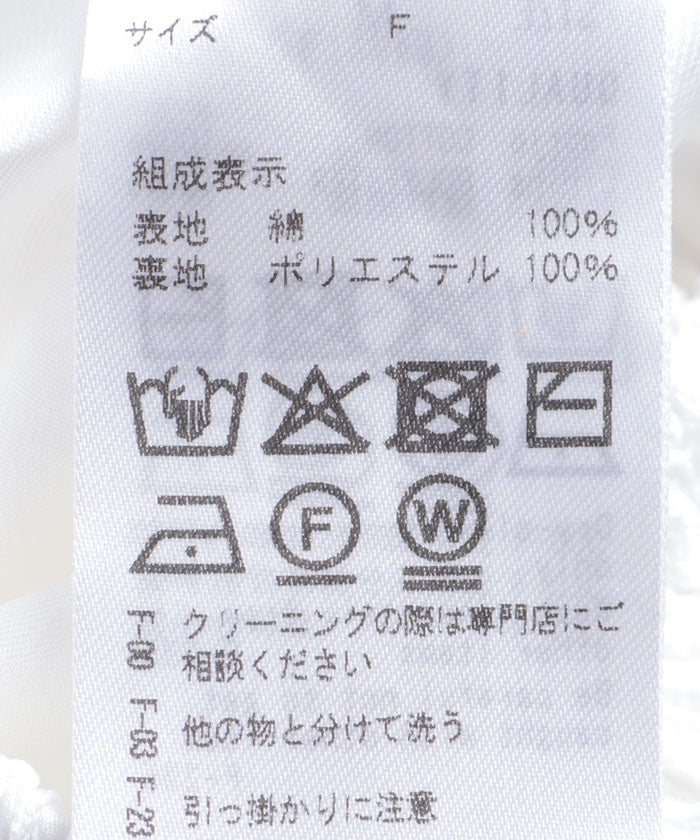 サイズ F
組成表示
表地 綿 100%
裏地 ポリエステル 100%
F
W
F-00 クリーニングの際は専門店にご
相談ください
F-03 他の物と分けて洗う
F-23 引っ掛かりに注意